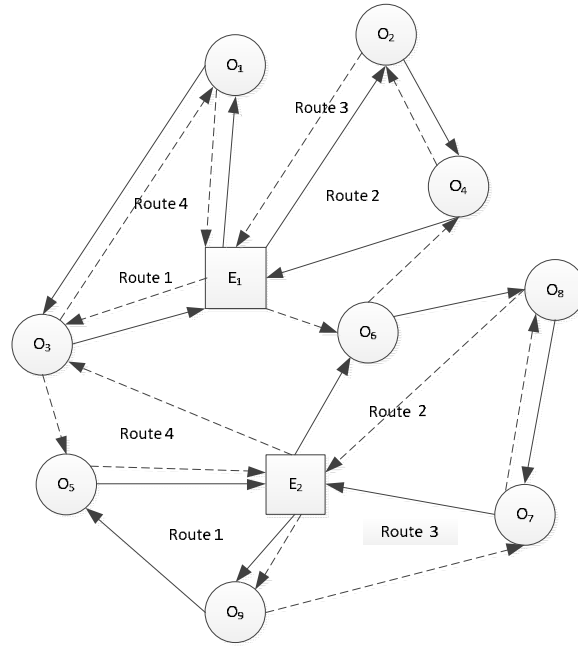 O₂
O₁
Route 3
O₄
Route 2
Route 4
E₁
Route 1
O₈
O₆
O₃
Route 2
Route 4
E₂
O₅
O₇
Route 1
Route 3
O₉